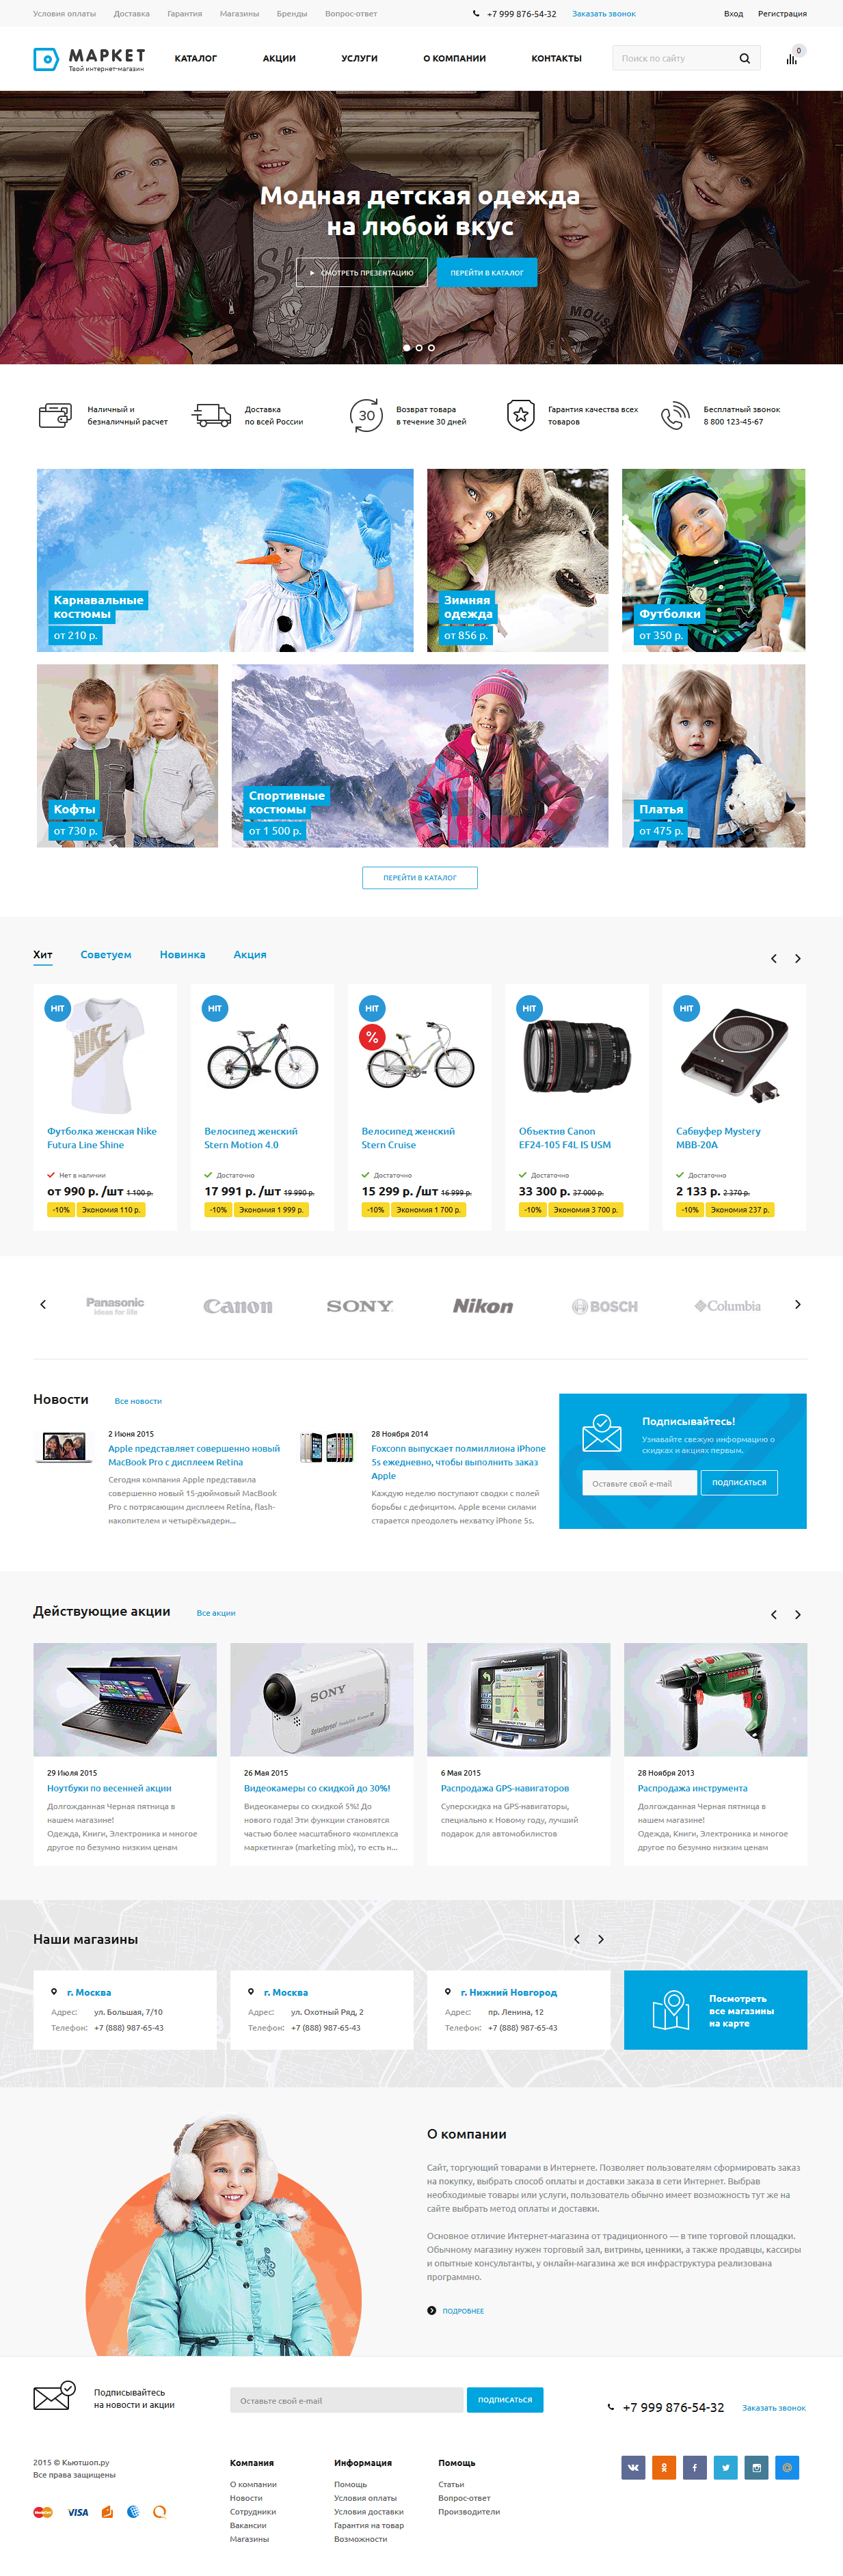 Условия оплаты Доставка Гарантия Магазины Бренды Вопрос-ответ +7 999 876-54-32 Заказать звонок Вход Регистрация
МАРКЕТ
Твой интернет-магазин
КАТАЛОГ АКЦИИ УСЛУГИ О КОМПАНИИ КОНТАКТЫ Поиск по сайту 0
Модная детская одежда
на любой вкус
СМОТРЕТЬ ПРЕЗЕНТАЦИЮ ПЕРЕЙТИ В КАТАЛОГ
MOUSTACHE
Наличный и
безналичный расчет
Доставка
по всей России
30
Возврат товара
в течение 30 дней
Гарантия качества всех
товаров
Бесплатный звонок
8 800 123-45-67
Карнавальные
костюмы
от 210 р.
Зимняя
одежда
от 856 р.
Футболки
от 350 р.
Кофты
от 730 р.
Спортивные
костюмы
от 1 500 р.
Платья
от 475 р.
ПЕРЕЙТИ В КАТАЛОГ
Хит Советуем Новинка Акция
HIT
NIKE
Футболка женская Nike
Futura Line Shine
Нет в наличии
от 990 р. /шт 1 100 р.
-10% Экономия 110 р.
HIT
Велосипед женский
Stern Motion 4.0
Достаточно
17 991 р. /шт 19 990 р.
-10% Экономия 1 999 р.
HIT
%
Велосипед женский
Stern Cruise
Достаточно
15 299 р. /шт 16 999 р.
-10% Экономия 1 700 р.
HIT
Объектив Canon
EF24-105 F4L IS USM
Достаточно
33 300 р. 37 000 р.
-10% Экономия 3 700 р.
HIT
Сабвуфер Mystery
MBB-20A
Достаточно
2 133 р. 2 370 р.
-10% Экономия 237 р.
Panasonic
ideas for life
Canon
SONY
Nikon
BOSCH
Columbia
Новости Все новости
2 Июня 2015
Apple представляет совершенно новый
MacBook Pro с дисплеем Retina
Сегодня компания Apple представила
совершенно новый 15-дюймовый MacBook
Pro с потрясающим дисплеем Retina, flash-
накопителем и четырёхъядерн...
28 Ноября 2014
Foxconn выпускает полмиллиона iPhone
5s ежедневно, чтобы выполнить заказ
Apple
Каждую неделю поступают сводки с полей
борьбы с дефицитом. Apple всеми силами
старается преодолеть нехватку iPhone 5s.
Подписывайтесь!
Узнавайте свежую информацию о
скидках и акциях первым.
Оставьте свой e-mail ПОДПИСАТЬСЯ
Действующие акции Все акции
29 Июля 2015
Ноутбуки по весенней акции
Долгожданная Черная пятница в
нашем магазине!
Одежда, Книги, Электроника и многое
другое по безумно низким ценам
SONY
Splashproof
26 Мая 2015
Видеокамеры со скидкой до 30%!
Видеокамеры со скидкой 5%! До
нового года! Эти функции становятся
частью более масштабного «комплекса
маркетинга» (marketing mix), то есть н...
Pioneer
6 Мая 2015
Распродажа GPS-навигаторов
Суперскидка на GPS-навигаторы,
специально к Новому году, лучший
подарок для автомобилистов
BOSCH
28 Ноября 2013
Распродажа инструмента
Долгожданная Черная пятница в
нашем магазине!
Одежда, Книги, Электроника и многое
другое по безумно низким ценам
Наши магазины
г. Москва
Адрес: ул. Большая, 7/10
Телефон: +7 (888) 987-65-43
г. Москва
Адрес: ул. Охотный Ряд, 2
Телефон: +7 (888) 987-65-43
г. Нижний Новгород
Адрес: пр. Ленина, 12
Телефон: +7 (888) 987-65-43
Посмотреть
все магазины
на карте
О компании
Сайт, торгующий товарами в Интернете. Позволяет пользователям сформировать заказ
на покупку, выбрать способ оплаты и доставки заказа в сети Интернет. Выбрав
необходимые товары или услуги, пользователь обычно имеет возможность тут же на
сайте выбрать метод оплаты и доставки.
Основное отличие Интернет-магазина от традиционного — в типе торговой площадки.
Обычному магазину нужен торговый зал, витрины, ценники, а также продавцы, кассиры
и опытные консультанты, у онлайн-магазина же вся инфраструктура реализована
программно.
ПОДРОБНЕЕ
Подписывайтесь
на новости и акции
Оставьте свой e-mail ПОДПИСАТЬСЯ
+7 999 876-54-32 Заказать звонок
2015 © Кьютшоп.ру
Все права защищены
VISA
Компания
О компании
Новости
Сотрудники
Вакансии
Магазины
Информация
Помощь
Условия оплаты
Условия доставки
Гарантия на товар
Возможности
Помощь
Статьи
Вопрос-ответ
Производители